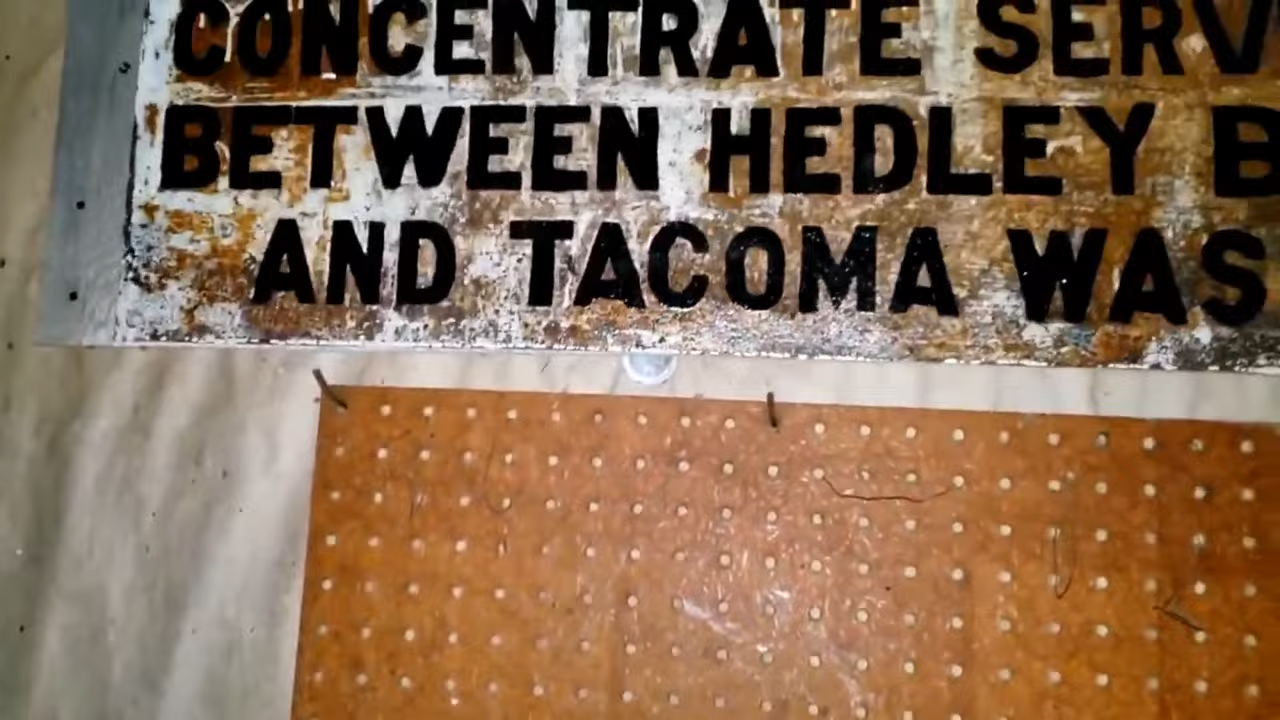 CONCENTRATE SERV
BETWEEN HEDLEY B
AND TACOMA WAS